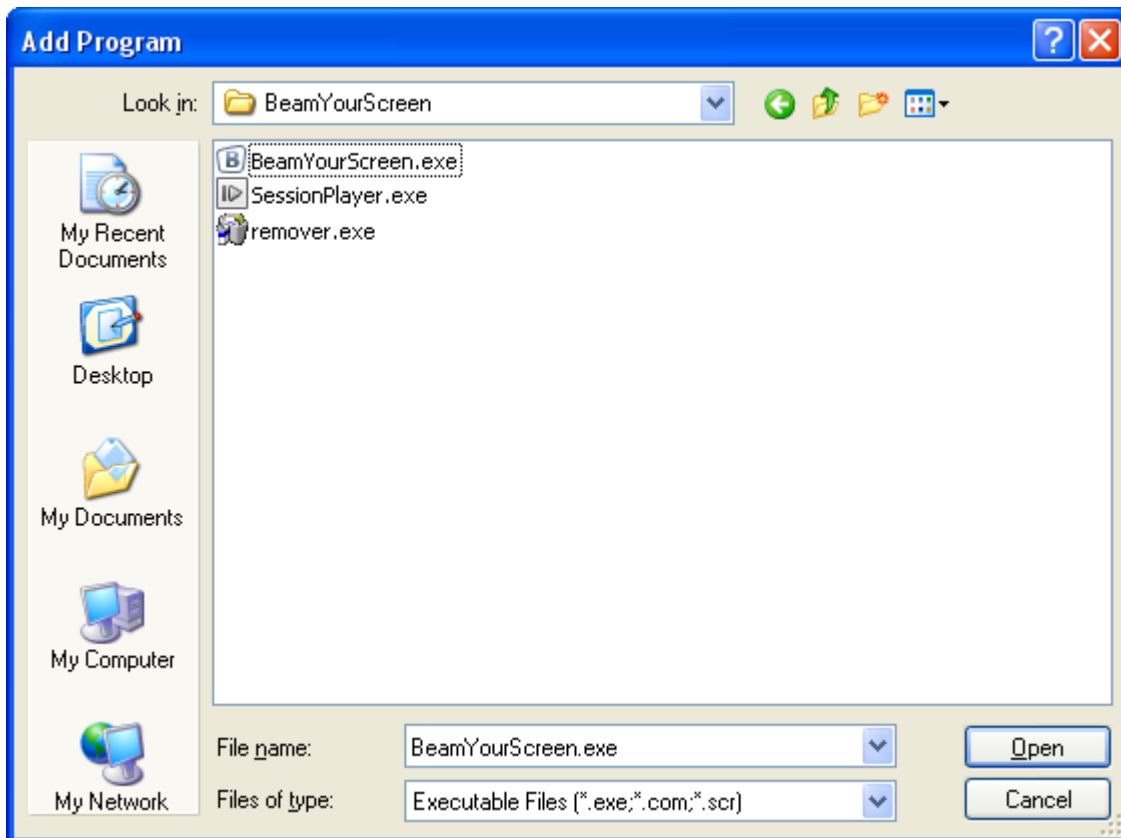 Add Program
Look in:
BeamYourScreen
BeamYourScreen.exe
SessionPlayer.exe
remover.exe
My Recent
Documents
Desktop
My Documents
My Computer
My Network
File name:
BeamYourScreen.exe
Open
Files of type:
Executable Files (*.exe;*.com;*.scr)
Cancel